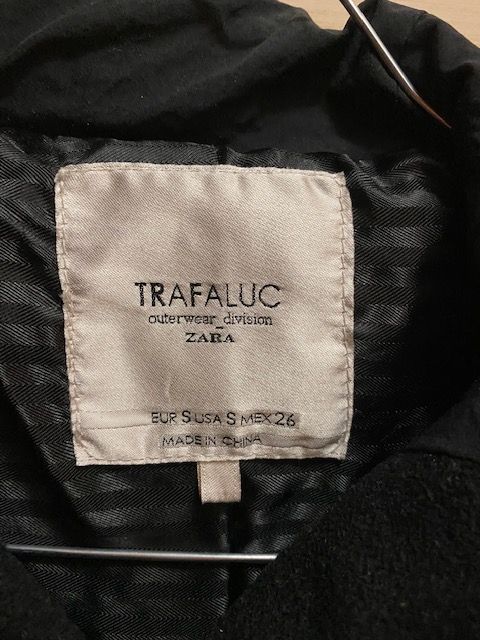 TRAFALUC
outerwear_division
ZARA
EUR S USA S MEX 26
MADE IN CHINA